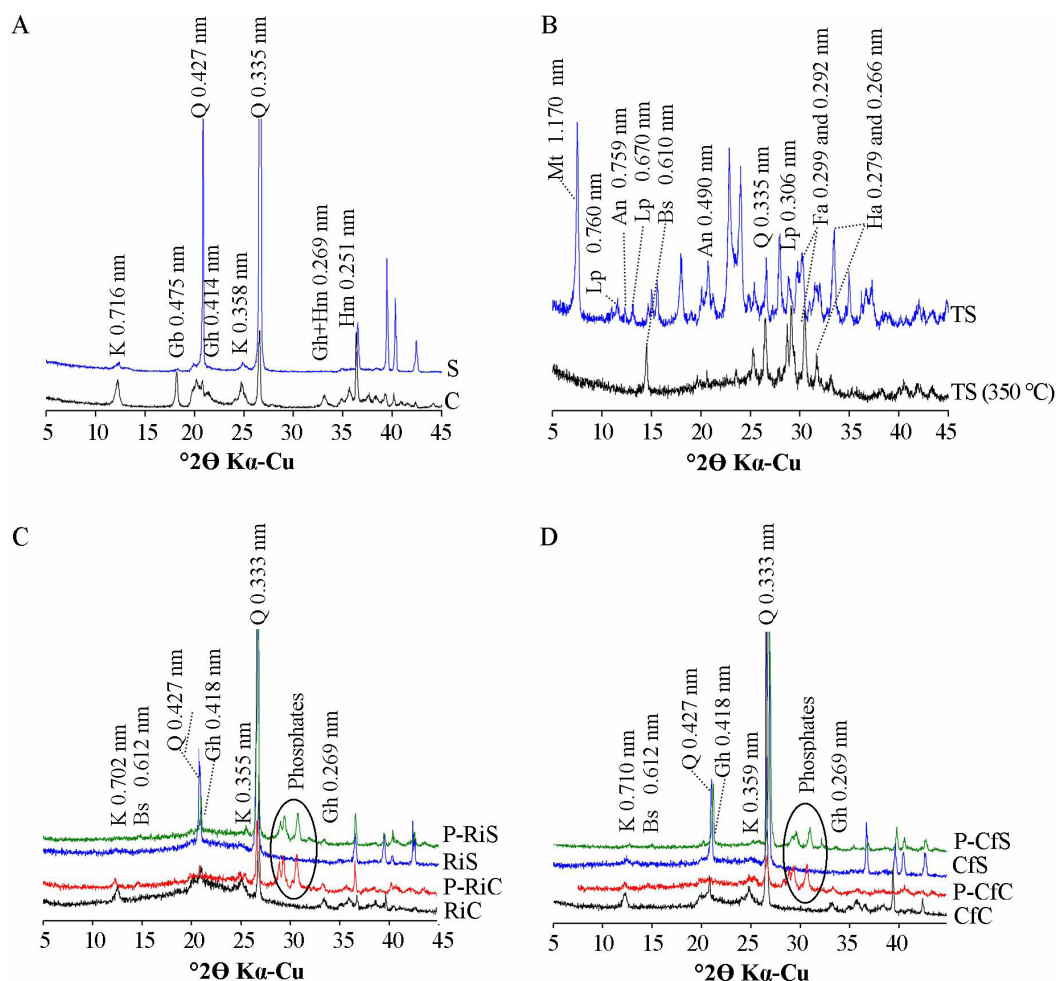 A
K 0.716 nm
Gb 0.475 nm
Q 0.427 nm
Gh 0.414 nm
K 0.358 nm
Q 0.335 nm
Gh+Hm 0.269 nm
Hm 0.251 nm
S
C
5 10 15 20 25 30 35 40 45
°2Θ Kα-Cu
B
Mt 1.170 nm
Lp 0.760 nm
An 0.759 nm
Lp 0.670 nm
Bs 0.610 nm
An 0.490 nm
Q 0.335 nm
Lp 0.306 nm
Fa 0.299 and 0.292 nm
Ha 0.279 and 0.266 nm
TS
TS (350 °C)
5 10 15 20 25 30 35 40 45
°2Θ Kα-Cu
C
K 0.702 nm
Bs 0.612 nm
Q 0.427 nm
Gh 0.418 nm
K 0.355 nm
Q 0.333 nm
Phosphates
Gh 0.269 nm
P-RiS
RiS
P-RiC
RiC
5 10 15 20 25 30 35 40 45
°2Θ Kα-Cu
D
K 0.710 nm
Bs 0.612 nm
Q 0.427 nm
Gh 0.418 nm
K 0.359 nm
Q 0.333 nm
Phosphates
Gh 0.269 nm
P-CfS
CfS
P-CfC
CfC
5 10 15 20 25 30 35 40
°2Θ Kα-Cu